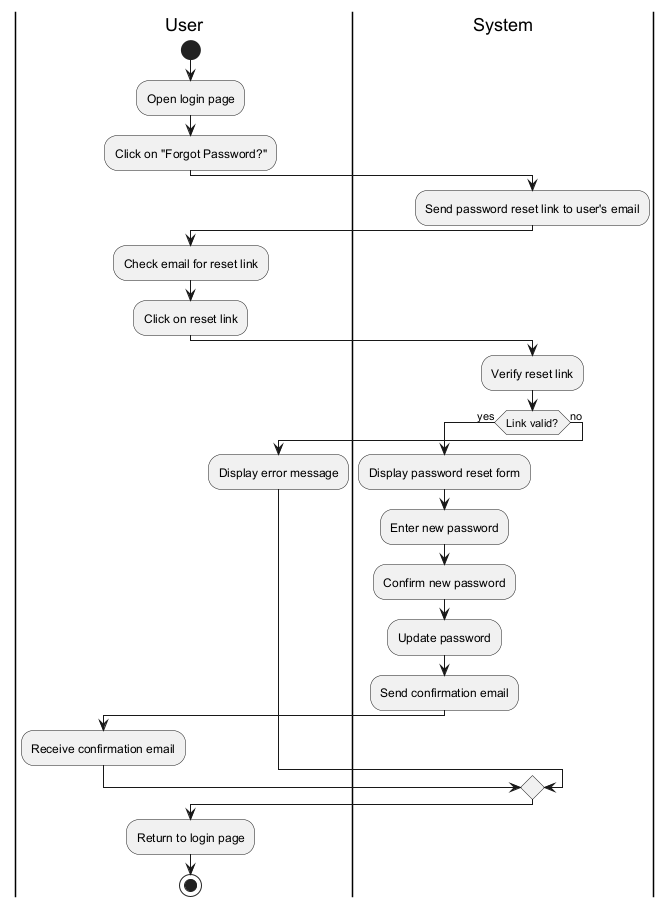 User
System
Open login page
Click on "Forgot Password?"
Send password reset link to user's email
Check email for reset link
Click on reset link
Verify reset link
yes
Link valid?
no
Display error message
Display password reset form
Enter new password
Confirm new password
Update password
Send confirmation email
Receive confirmation email
Return to login page